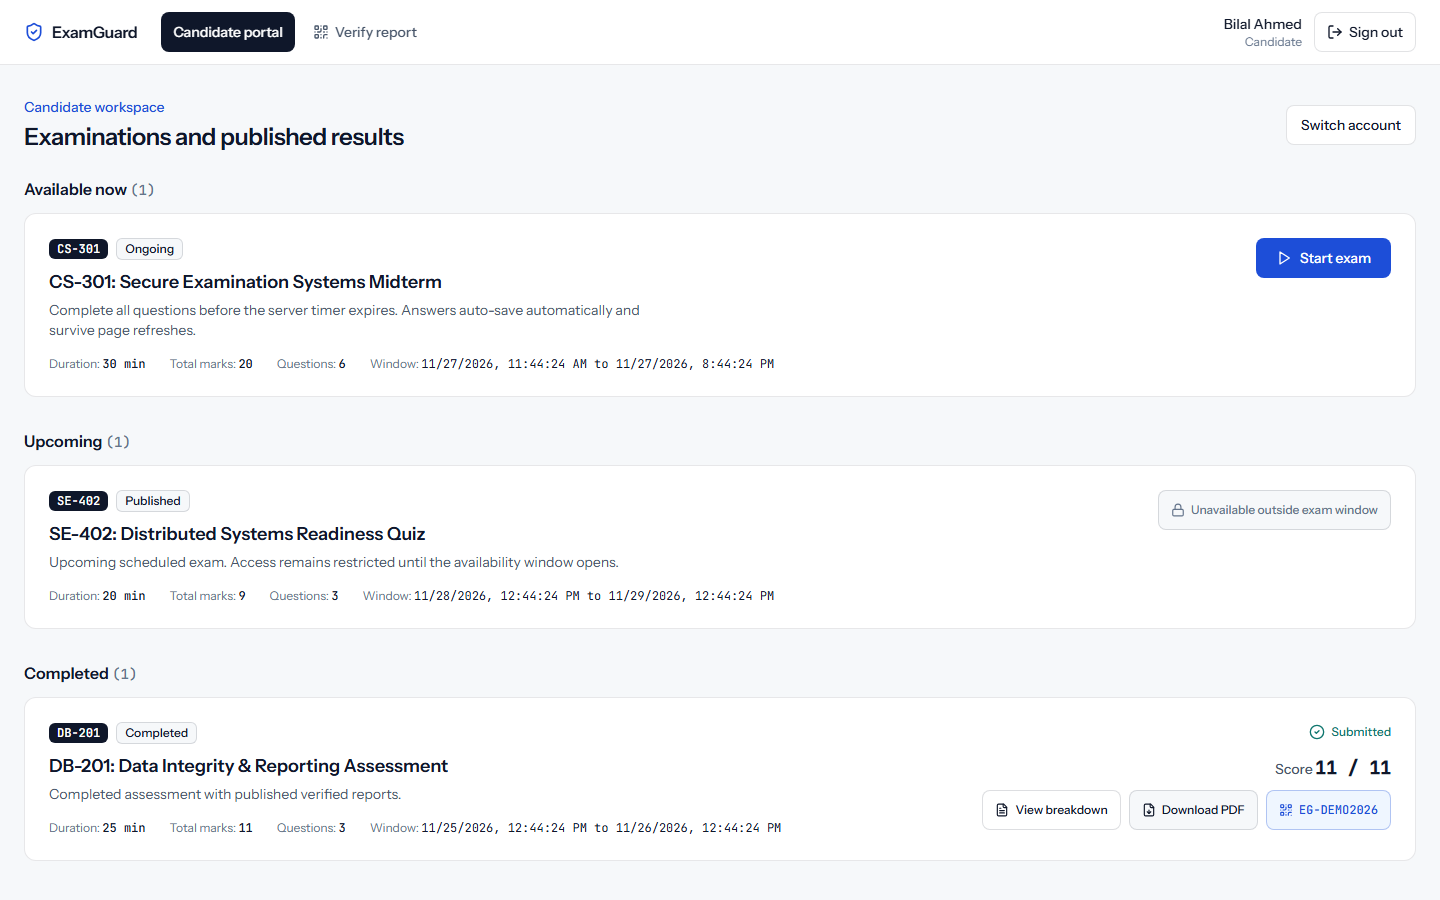 ExamGuard
Candidate portal
Verify report
Bilal Ahmed
Candidate
Sign out
Candidate workspace
Examinations and published results
Switch account
Available now (1)
CS-301 Ongoing
Start exam
CS-301: Secure Examination Systems Midterm
Complete all questions before the server timer expires. Answers auto-save automatically and
survive page refreshes.
Duration: 30 min Total marks: 20 Questions: 6 Window: 11/27/2026, 11:44:24 AM to 11/27/2026, 8:44:24 PM
Upcoming (1)
SE-402 Published
Unavailable outside exam window
SE-402: Distributed Systems Readiness Quiz
Upcoming scheduled exam. Access remains restricted until the availability window opens.
Duration: 20 min Total marks: 9 Questions: 3 Window: 11/28/2026, 12:44:24 PM to 11/29/2026, 12:44:24 PM
Completed (1)
DB-201 Completed
Submitted
DB-201: Data Integrity & Reporting Assessment
Score 11 / 11
Completed assessment with published verified reports.
View breakdown Download PDF EG-DEMO2026
Duration: 25 min Total marks: 11 Questions: 3 Window: 11/25/2026, 12:44:24 PM to 11/26/2026, 12:44:24 PM